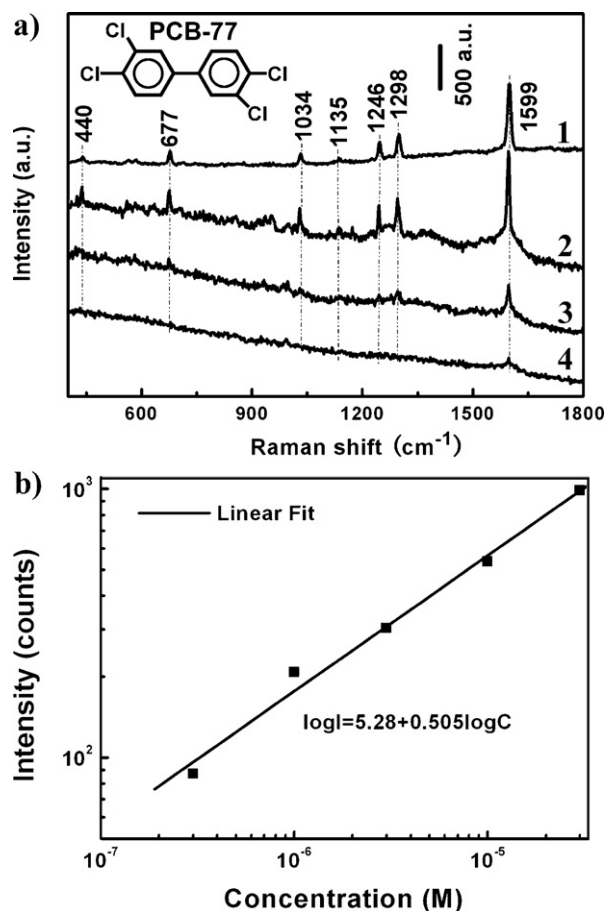 a)
PCB-77
Cl
Cl
Cl
Cl
500 a.u.
440
677
1034
1135
1246
1298
1599
1
2
3
4
Intensity (a.u.)
600 900 1200 1500 1800
Raman shift (cm⁻¹)
b)
10³
Linear Fit
Intensity (counts)
logI=5.28+0.505logC
10²
10⁻⁷ 10⁻⁶ 10⁻⁵
Concentration (M)